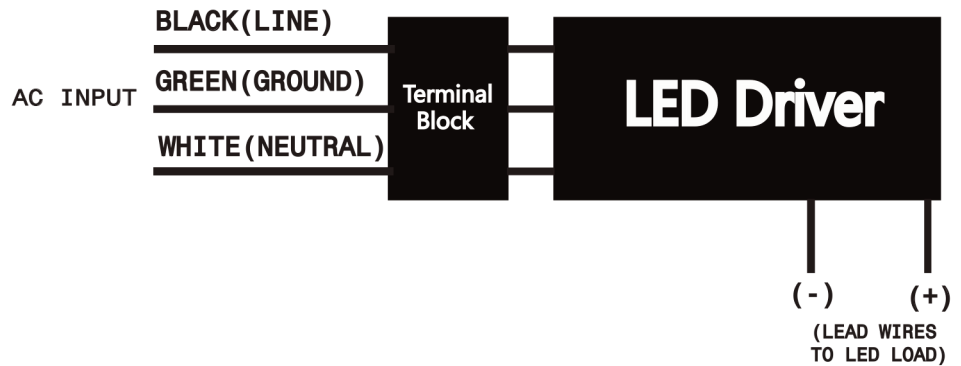 BLACK(LINE)
AC INPUT
GREEN(GROUND)
WHITE(NEUTRAL)
Terminal
Block
LED Driver
(-)
(+)
(LEAD WIRES
TO LED LOAD)